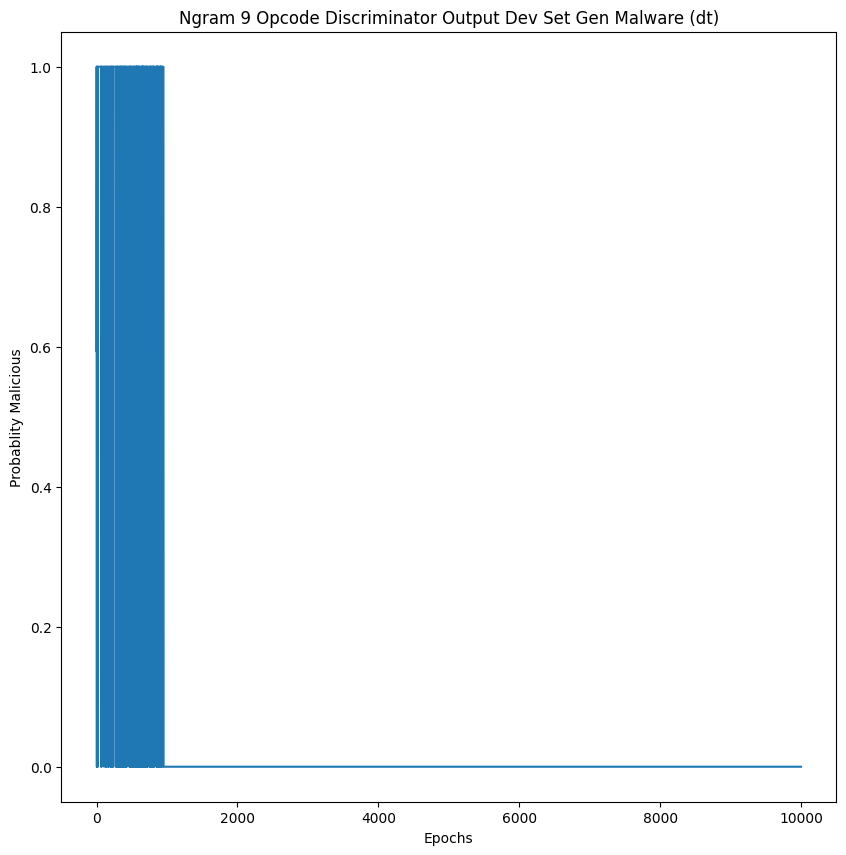 Ngram 9 Opcode Discriminator Output Dev Set Gen Malware (dt)
1.0
0.8
0.6
0.4
0.2
0.0
Probablity Malicious
0 2000 4000 6000 8000 10000
Epochs